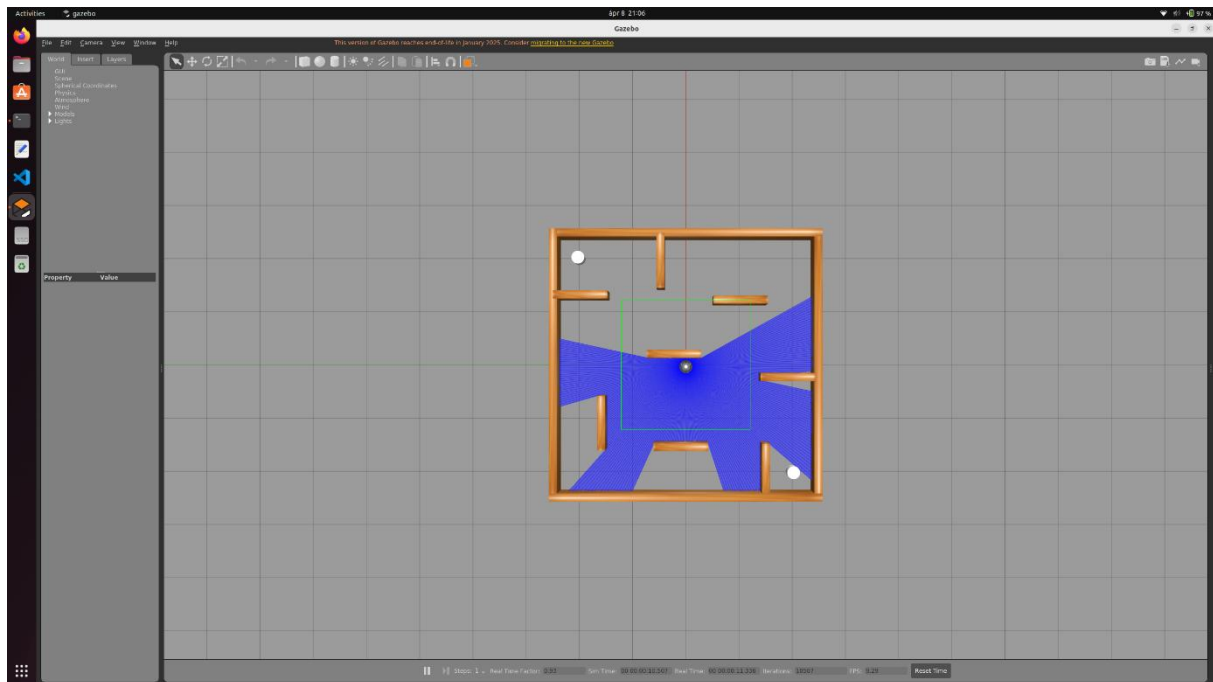 Activities gazebo ápr 8 21:06 97 %
Gazebo
File Edit Camera View Window Help This version of Gazebo reaches end-of-life in January 2025. Consider migrating to the new Gazebo
World Insert Layers
GUI
Scene
Spherical Coordinates
Physics
Atmosphere
Wind
Models
Lights
Property Value
Steps: 1 Real Time Factor: 0.93 Sim Time: Real Time: Iterations: FPS: Reset Time